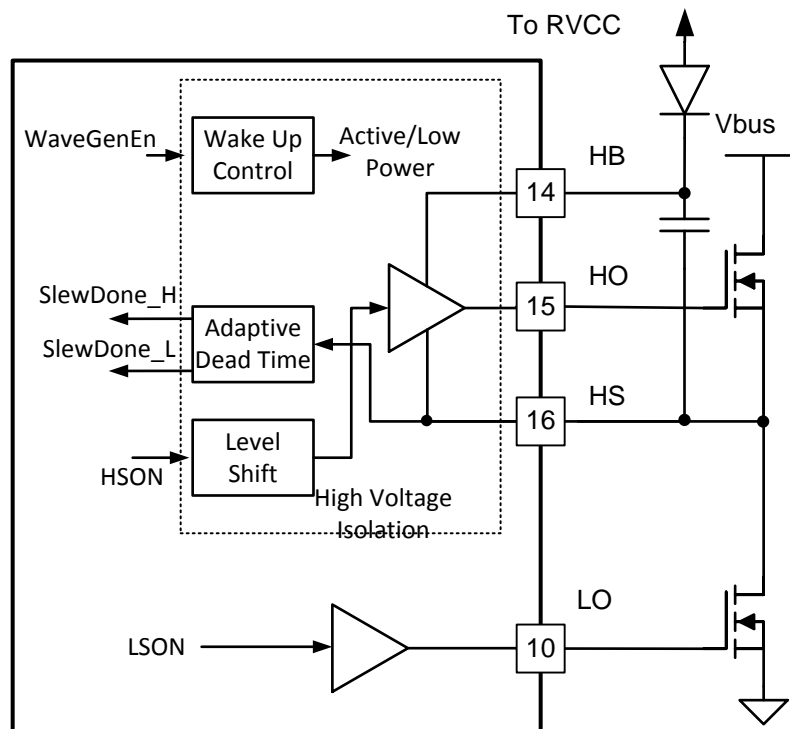 To RVCC
Vbus
WaveGenEn
Wake Up
Control
Active/Low
Power
HB
14
SlewDone_H
SlewDone_L
Adaptive
Dead Time
HO
15
HS
16
HSON
Level
Shift
High Voltage
Isolation
LSON
LO
10